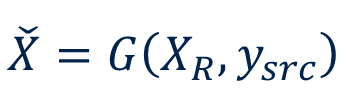 X̌ = G(X_R, y_src)